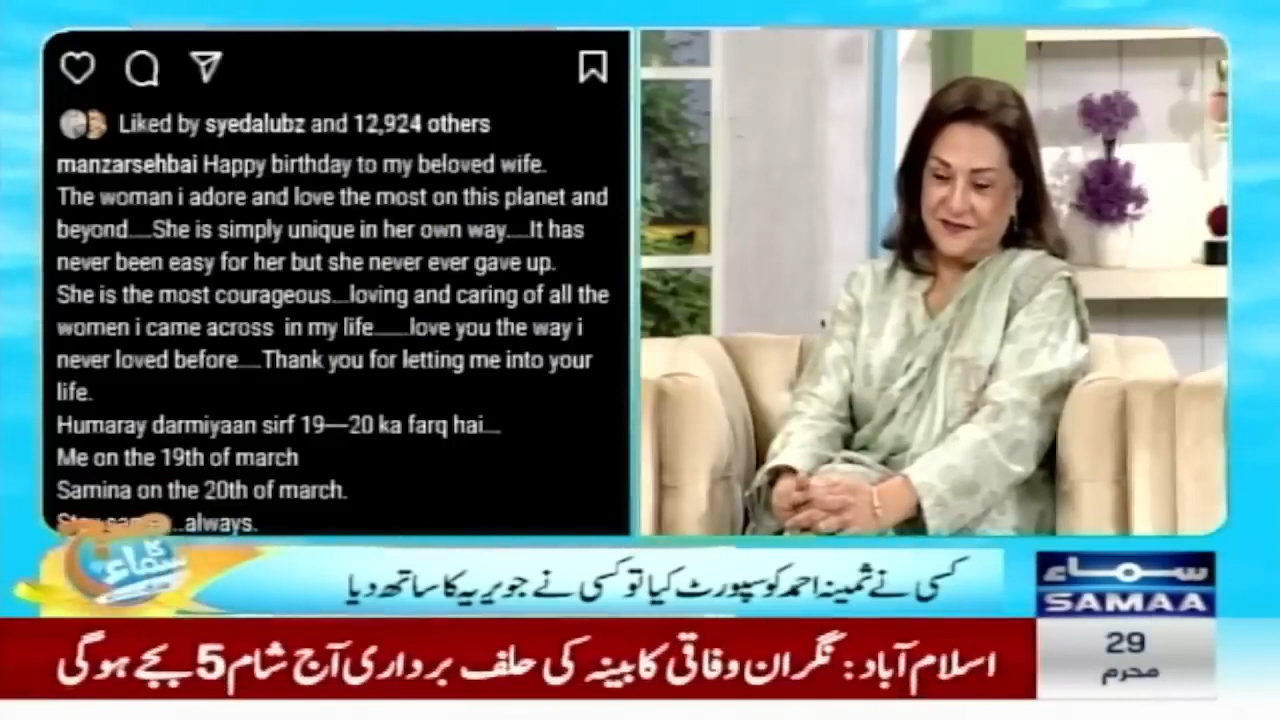 Liked by syedalubz and 12,924 others
manzarsehbai Happy birthday to my beloved wife.
The woman i adore and love the most on this planet and
beyond....She is simply unique in her own way....It has
never been easy for her but she never ever gave up.
She is the most courageous...loving and caring of all the
women i came across in my life......love you the way i
never loved before....Thank you for letting me into your
life.
Humaray darmiyaan sirf 19—20 ka farq hai...
Me on the 19th of march
Samina on the 20th of march.
...always.
کسی نے ثمینہ احمد کو سپورٹ کیا تو کسی نے جویریہ کا ساتھ دیا
سماء
SAMAA
29
محرم
اسلام آباد: نگران وفاقی کابینہ کی حلف برداری آج شام 5 بجے ہوگی